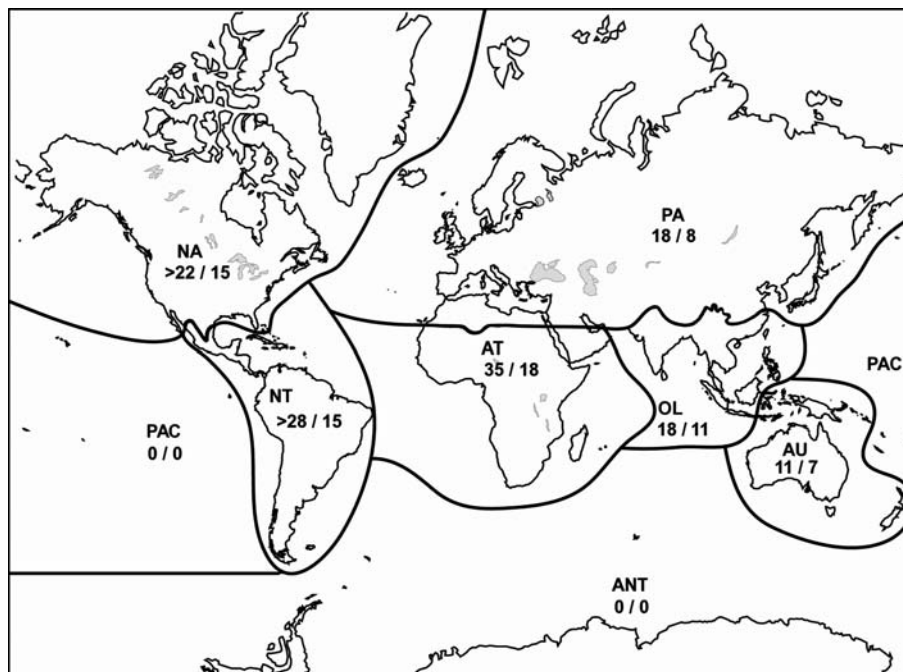 PA
18 / 8
NA
>22 / 15
AT
35 / 18
PAC
NT
>28 / 15
OL
18 / 11
PAC
0 / 0
AU
11 / 7
ANT
0 / 0